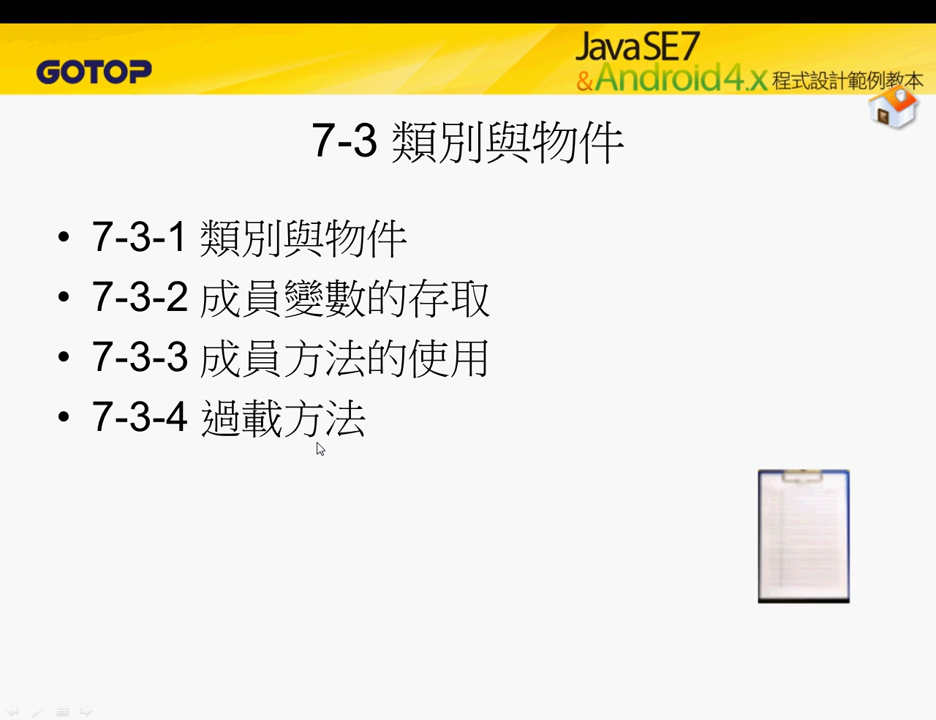 GOTOP
JavaSE7
&Android4.x 程式設計範例教本
7-3 類別與物件
• 7-3-1 類別與物件
• 7-3-2 成員變數的存取
• 7-3-3 成員方法的使用
• 7-3-4 過載方法